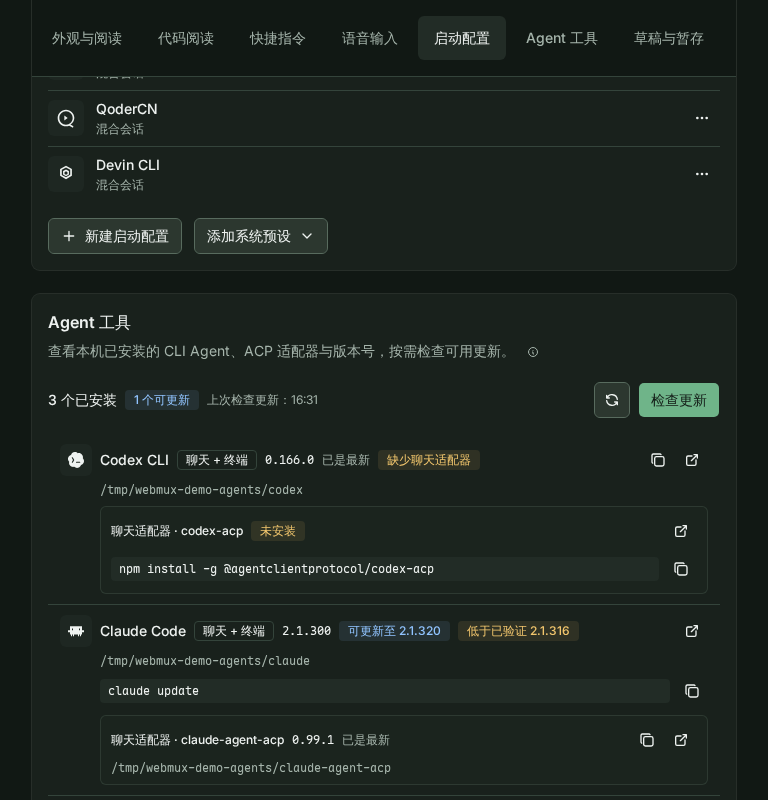 外观与阅读 代码阅读 快捷指令 语音输入 启动配置 Agent 工具 草稿与暂存
QoderCN
混合会话
Devin CLI
混合会话
新建启动配置 添加系统预设
Agent 工具
查看本机已安装的 CLI Agent、ACP 适配器与版本号，按需检查可用更新。
3 个已安装 1 个可更新 上次检查更新：16:31 检查更新
Codex CLI 聊天 + 终端 0.166.0 已是最新 缺少聊天适配器
/tmp/webmux-demo-agents/codex
聊天适配器 · codex-acp 未安装
npm install -g @agentclientprotocol/codex-acp
Claude Code 聊天 + 终端 2.1.300 可更新至 2.1.320 低于已验证 2.1.316
/tmp/webmux-demo-agents/claude
claude update
聊天适配器 · claude-agent-acp 0.99.1 已是最新
/tmp/webmux-demo-agents/claude-agent-acp